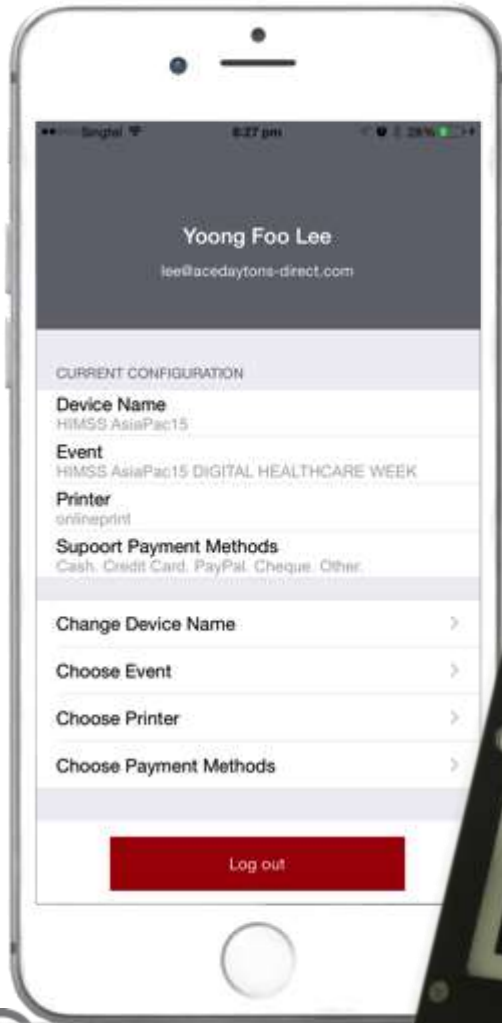 Singtel
8:27 pm
28%
Yoong Foo Lee
lee@acedaytons-direct.com
CURRENT CONFIGURATION
Device Name
HIMSS AsiaPac15
Event
HIMSS AsiaPac15 DIGITAL HEALTHCARE WEEK
Printer
onlineprint
Supoort Payment Methods
Cash. Credit Card. PayPal. Cheque. Other.
Change Device Name
Choose Event
Choose Printer
Choose Payment Methods
Log out